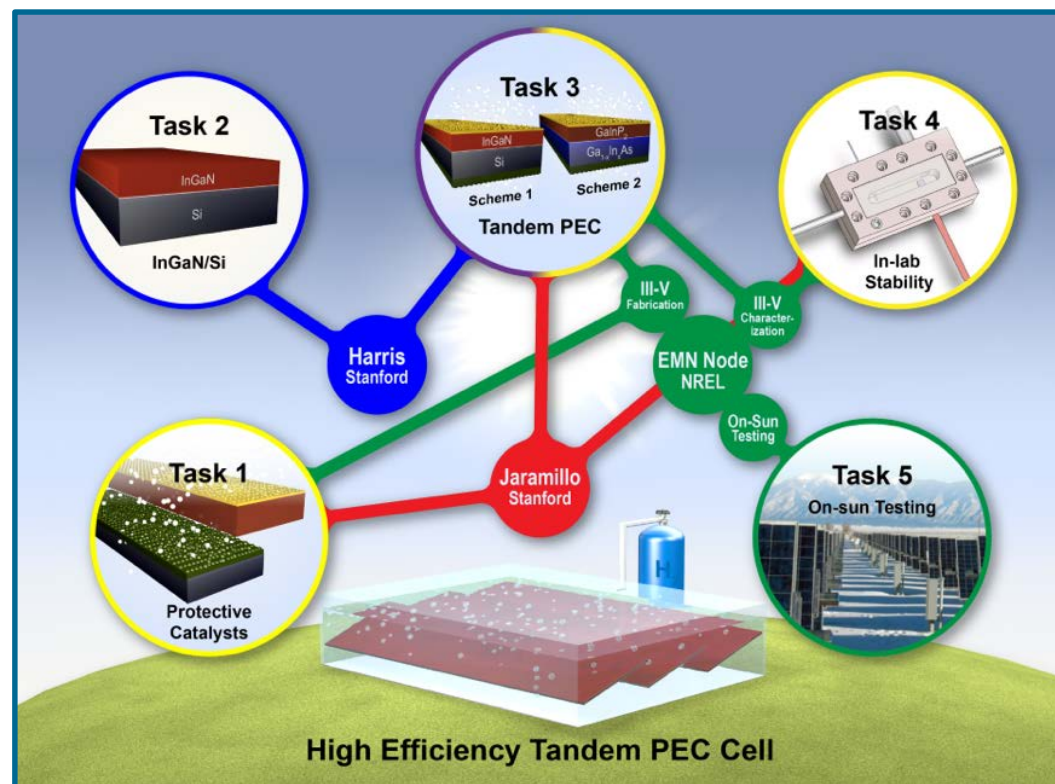 Task 2
InGaN
Si
InGaN/Si
Task 3
InGaN
Si
Scheme 1
GaInP₂
Ga₁₋ₓInₓAs
Scheme 2
Tandem PEC
Task 4
In-lab
Stability
III-V
Fabrication
III-V
Character-
ization
Harris
Stanford
EMN Node
NREL
On-Sun
Testing
Task 1
Protective
Catalysts
Jaramillo
Stanford
Task 5
On-sun Testing
H
High Efficiency Tandem PEC Cell